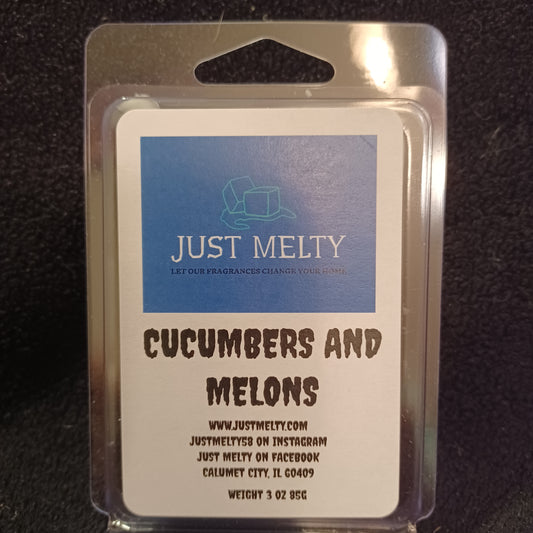 JUST MELTY
LET OUR FRAGRANCES CHANGE YOUR HOME
CUCUMBERS AND
MELONS
WWW.JUSTMELTY.COM
JUSTMELTY58 ON INSTAGRAM
JUST MELTY ON FACEBOOK
CALUMET CITY, IL 60409
WEIGHT 3 OZ 85G